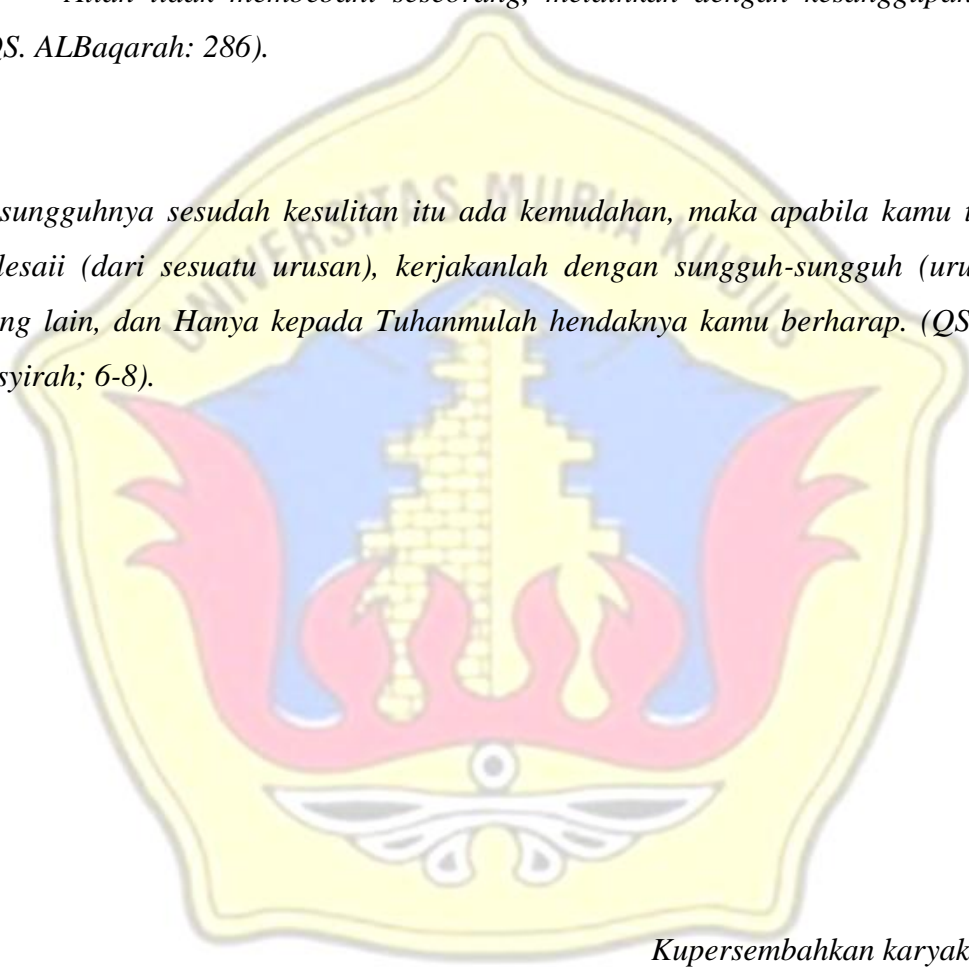 Allah tidak membebani seseorang, melainkan dengan kesanggupan
QS. ALBaqarah: 286).
UNIVERSITAS MURIA KUDUS
sungguhnya sesudah kesulitan itu ada kemudahan, maka apabila kamu t
lesaii (dari sesuatu urusan), kerjakanlah dengan sungguh-sungguh (uru
ng lain, dan Hanya kepada Tuhanmulah hendaknya kamu berharap. (QS
syirah; 6-8).
Kupersembahkan karyak